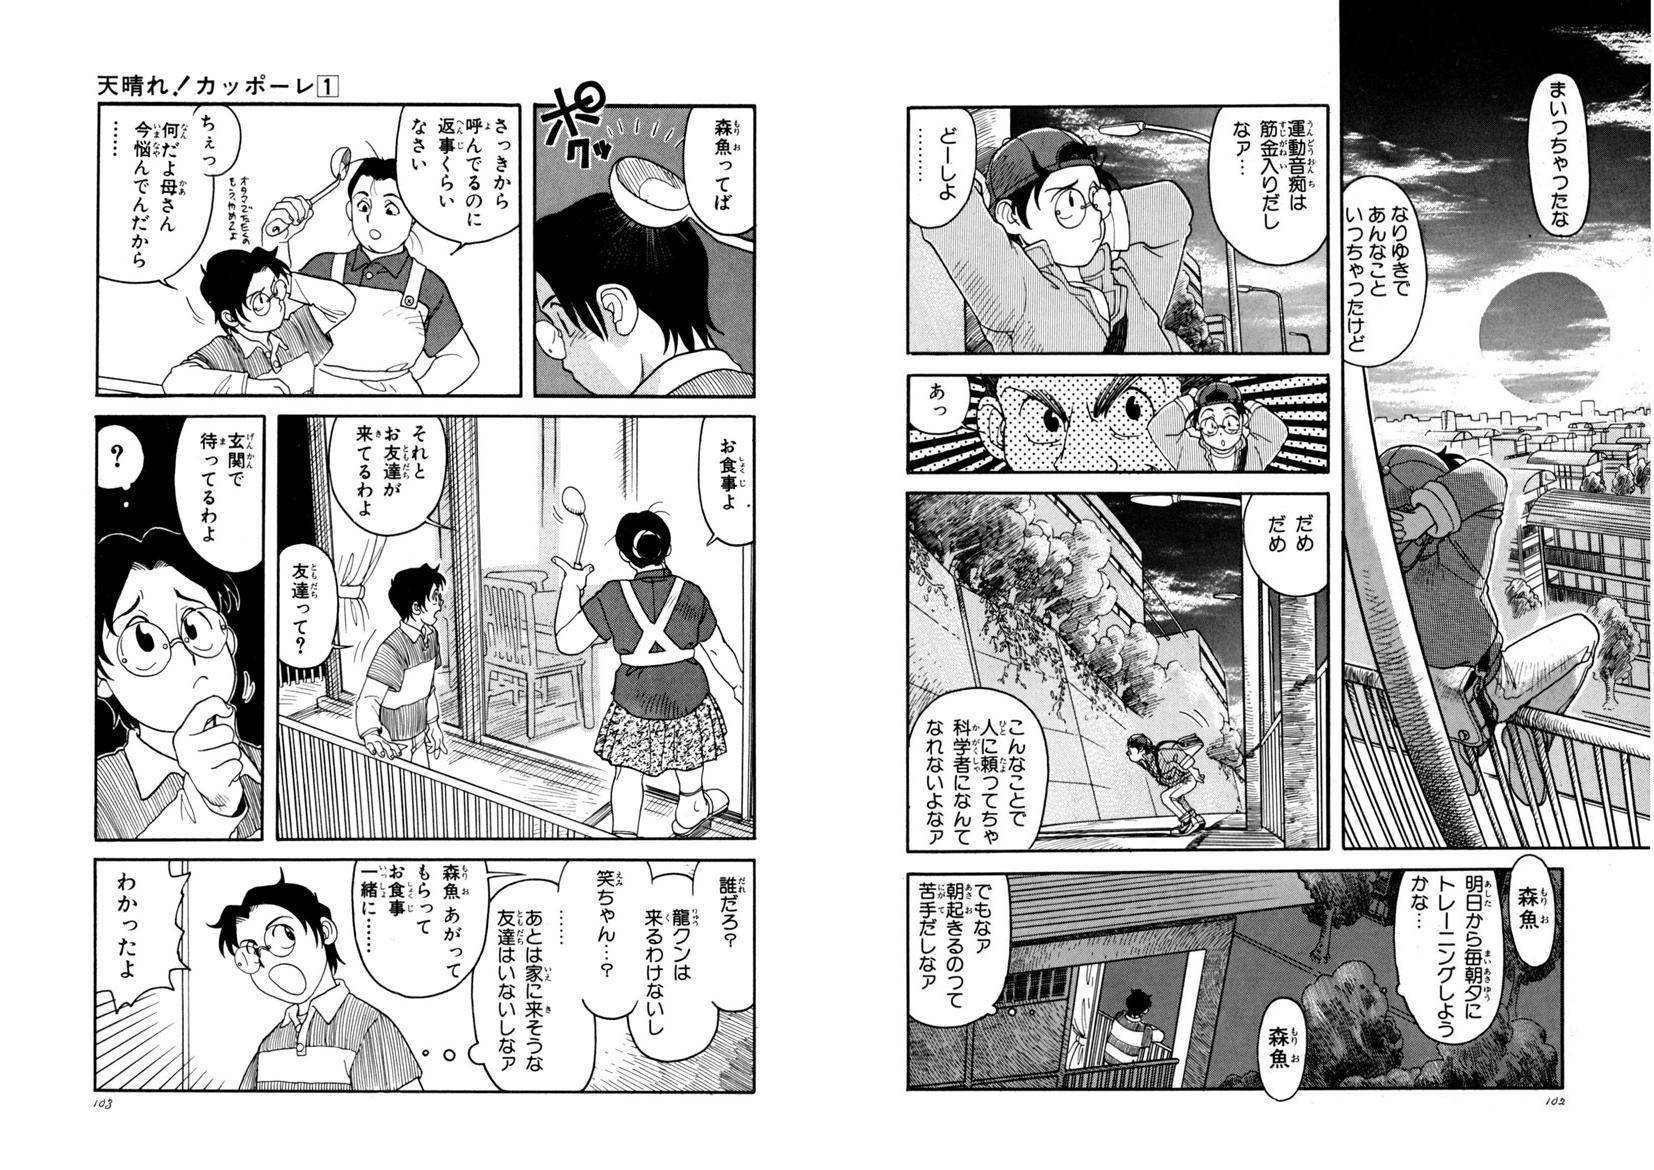 まいっちゃったな
なりゆきで
あんなこと
いっちゃったけど
運動音痴は
筋金入りだし
なァ…
どーしよ
………
あっ
だめ
だめ
こんなことで
人に頼ってちゃ
科学者になんて
なれないよなァ
森魚
明日から毎朝夕に
トレーニングしよう
かな…
森魚
でもなァ
朝起きるのって
苦手だしなァ
102
天晴れ!カッポーレ1
森魚ってば
ポクッ
さっきから
呼んでるのに
返事くらい
なさい
ちぇっ
何だよ母さん
今悩んでんだから
……
オタマでたたくの
もうやめてよ
お食事よ
それと
お友達が
来てるわよ
友達って?
玄関で
待ってるわよ
?
誰だろ?
龍クンは
来るわけないし
笑ちゃん…?
……
あとは家に来そうな
友達はいないしなァ
森魚あがって
もらって
お食事
一緒に……
わかったよ
103